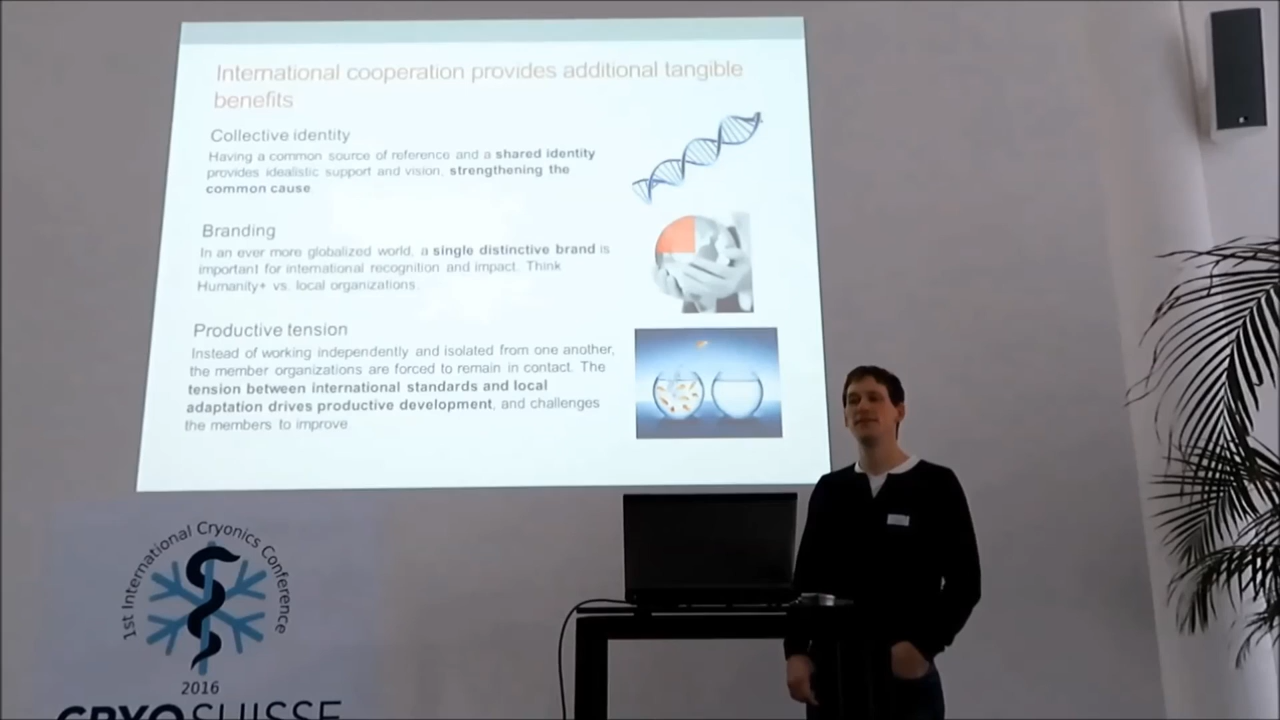 International cooperation provides additional tangible
benefits
Collective identity
Having a common source of reference and a shared identity
provides idealistic support and vision, strengthening the
common cause
Branding
In an ever more globalized world, a single distinctive brand is
important for international recognition and impact. Think
Humanity+ vs. local organizations.
Productive tension
Instead of working independently and isolated from one another,
the member organizations are forced to remain in contact. The
tension between international standards and local
adaptation drives productive development, and challenges
the members to improve
1st International Cryonics Conference
2016
CRYOSUISSE